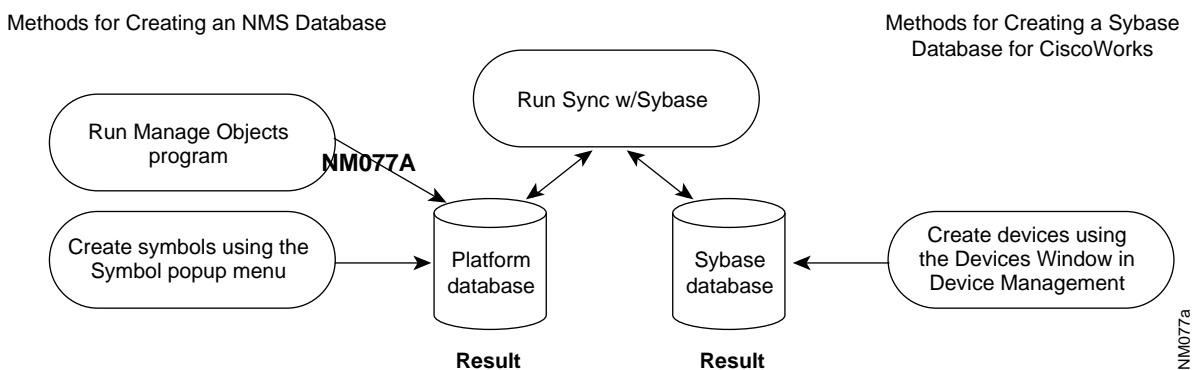 Methods for Creating an NMS Database
Methods for Creating a Sybase
Database for CiscoWorks
Run Sync w/Sybase
Run Manage Objects
program
NM077A
Create symbols using the
Symbol popup menu
Platform
database
Sybase
database
Create devices using
the Devices Window in
Device Management
Result
Result
NM077a